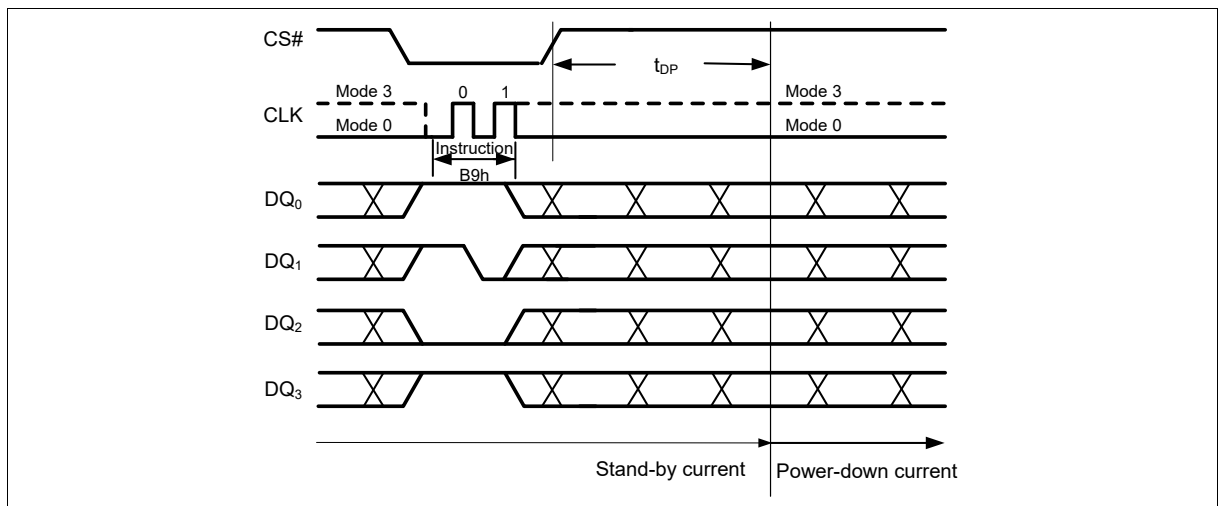 CS#
tDP
Mode 3 0 1 Mode 3
CLK
Mode 0 Mode 0
Instruction
B9h
DQ0
DQ1
DQ2
DQ3
Stand-by current Power-down current